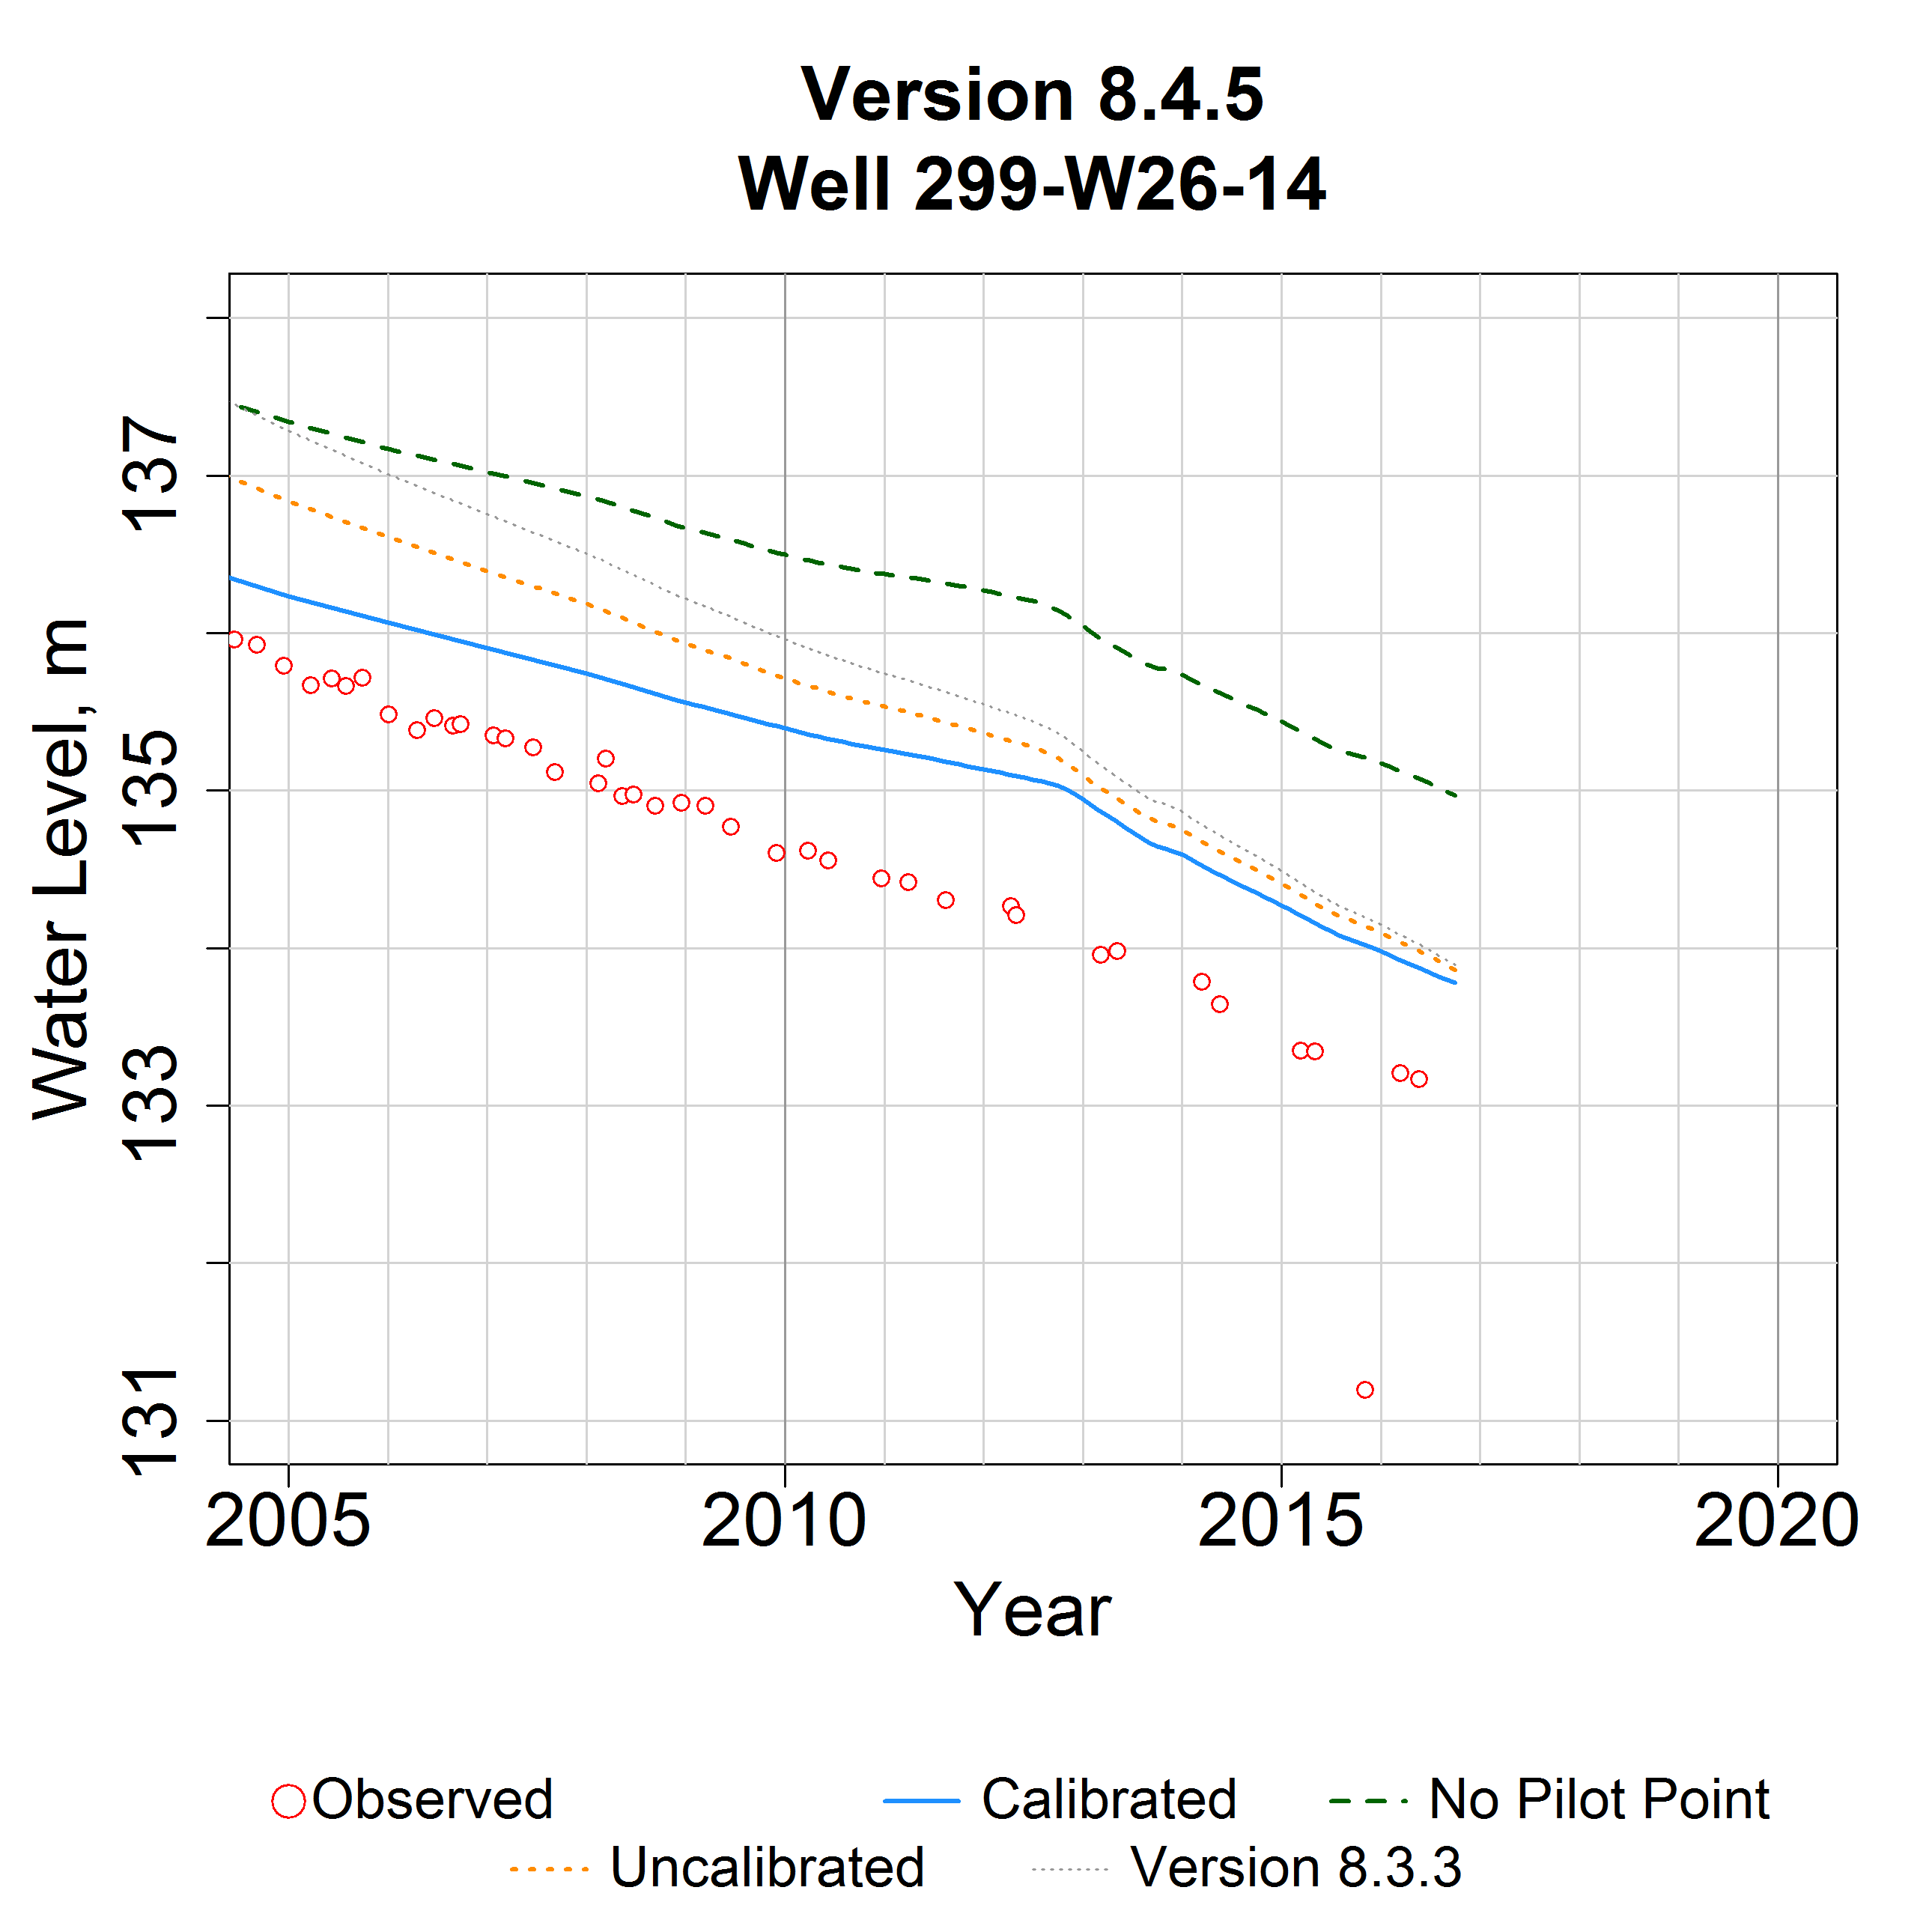 Version 8.4.5
Well 299-W26-14
Water Level, m
137
135
133
131
2005 2010 2015 2020
Year
Observed Calibrated No Pilot Point
Uncalibrated Version 8.3.3